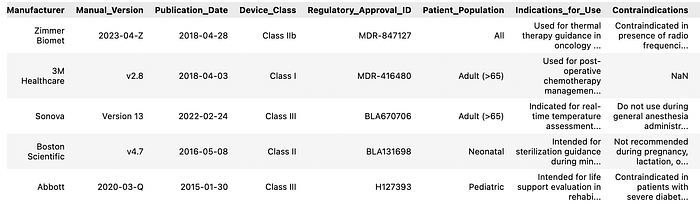 Manufacturer Manual_Version Publication_Date Device_Class Regulatory_Approval_ID Patient_Population Indications_for_Use Contraindications
Zimmer Biomet 2023-04-Z 2018-04-28 Class IIb MDR-847127 All Used for thermal therapy guidance in oncology ... Contraindicated in presence of radio frequenci...
3M Healthcare v2.8 2018-04-03 Class I MDR-416480 Adult (>65) Used for post-operative chemotherapy managemen... NaN
Sonova Version 13 2022-02-24 Class III BLA670706 Adult (>65) Indicated for real-time temperature assessment... Do not use during general anesthesia administr...
Boston Scientific v4.7 2016-05-08 Class II BLA131698 Neonatal Intended for sterilization guidance during min... Not recommended during pregnancy, lactation, o...
Abbott 2020-03-Q 2015-01-30 Class III H127393 Pediatric Intended for life support evaluation in rehabi... Contraindicated in patients with severe diabet...